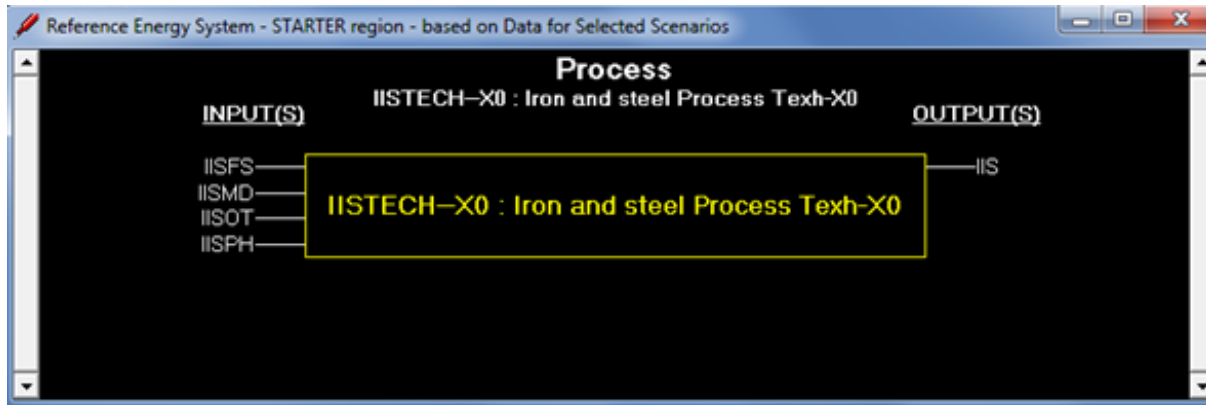 Reference Energy System - STARTER region - based on Data for Selected Scenarios
Process
IISTECH-X0 : Iron and steel Process Texh-X0
INPUT(S)
OUTPUT(S)
IISFS
IISMD
IISOT
IISPH
IISTECH-X0 : Iron and steel Process Texh-X0
IIS